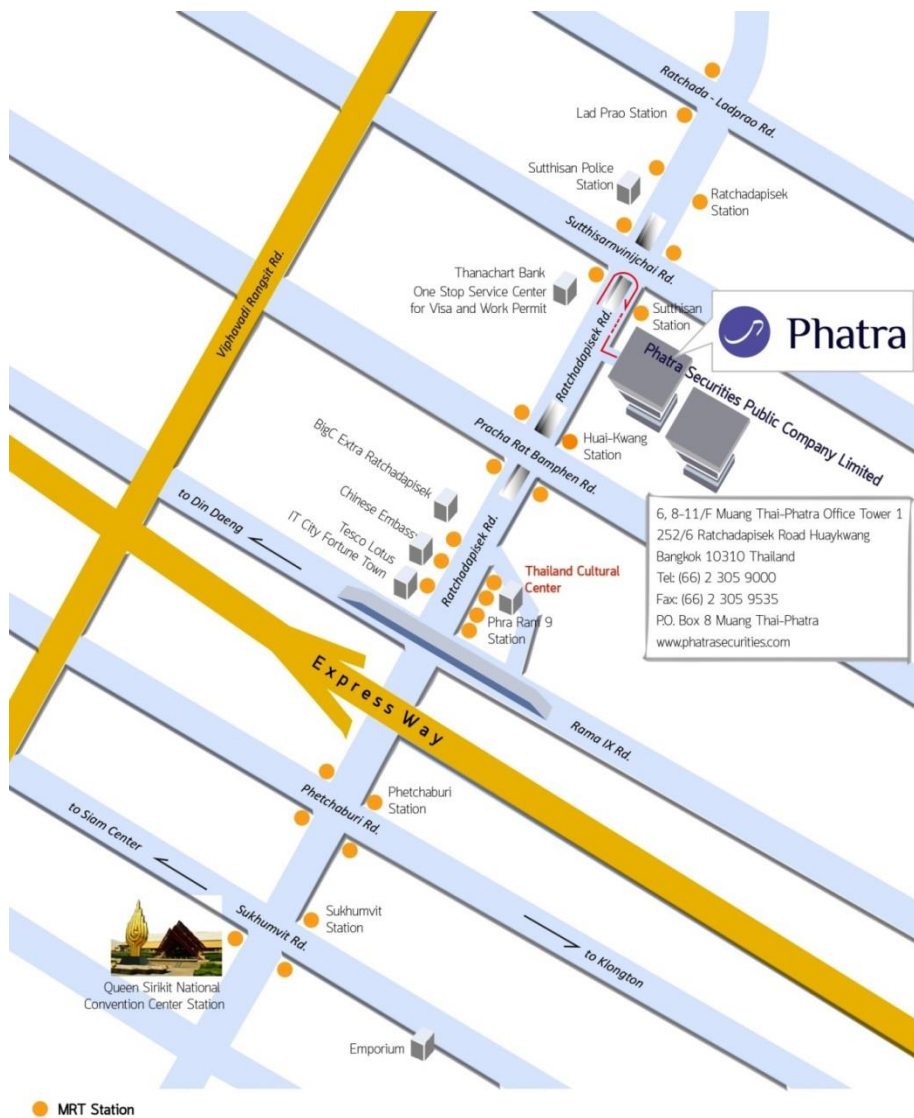 Ratchada - Ladprao Rd.
Lad Prao Station
Sutthisan Police
Station
Ratchadapisek
Station
Sutthisarnvinijchai Rd.
Viphavadi Rangsit Rd.
Thanachart Bank
One Stop Service Center
for Visa and Work Permit
Ratchadapisek Rd.
Sutthisan
Station
Phatra
Phatra Securities Public Company Limited
Pracha Rat Bamphen Rd.
Huai-Kwang
Station
BigC Extra Ratchadapisek
Chinese Embass
Tesco Lotus
IT City Fortune Town
to Din Daeng
Ratchadapisek Rd.
Thailand Cultural
Center
Phra Ram 9
Station
6, 8-11/F Muang Thai-Phatra Office Tower 1
252/6 Ratchadapisek Road Huaykwang
Bangkok 10310 Thailand
Tel: (66) 2 305 9000
Fax: (66) 2 305 9535
P.O. Box 8 Muang Thai-Phatra
www.phatrasecurities.com
Express Way
Rama IX Rd.
Phetchaburi
Station
Phetchaburi Rd.
to Siam Center
Sukhumvit
Station
Sukhumvit Rd.
to Klongton
Queen Sirikit National
Convention Center Station
Emporium
MRT Station